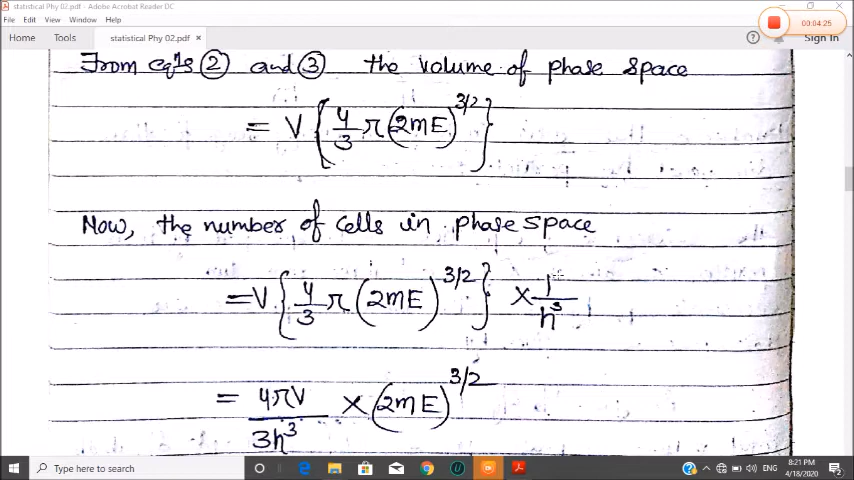 statistical Phy 02.pdf - Adobe Acrobat Reader DC
File Edit View Window Help
Home Tools statistical Phy 02.pdf × Sign In
00:04:25
From eqns ② and ③ the volume of phase space
= V { 4/3 π (2mE)^3/2 }
Now, the number of cells in phase space
= V { 4/3 π (2mE)^3/2 } × 1/h^3
= 4πV/3h^3 × (2mE)^3/2
Type here to search
ENG
8:21 PM
4/18/2020
2